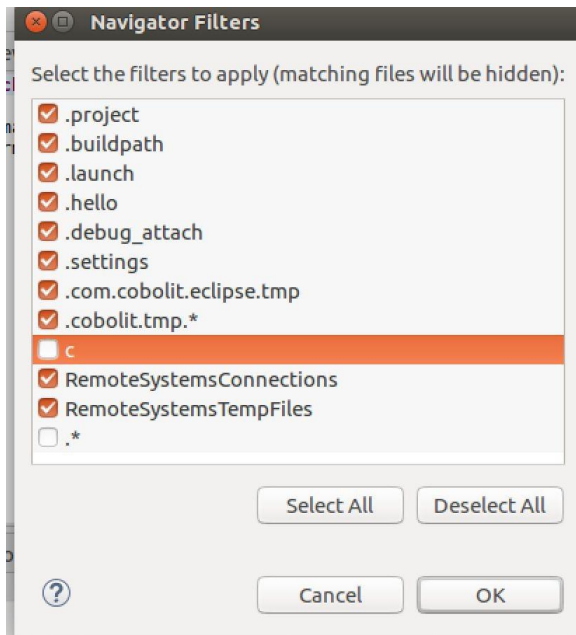 Navigator Filters
Select the filters to apply (matching files will be hidden):
.project
.buildpath
.launch
.hello
.debug_attach
.settings
.com.cobolit.eclipse.tmp
.cobolit.tmp.*
c
RemoteSystemsConnections
RemoteSystemsTempFiles
.*
Select All Deselect All
? Cancel OK